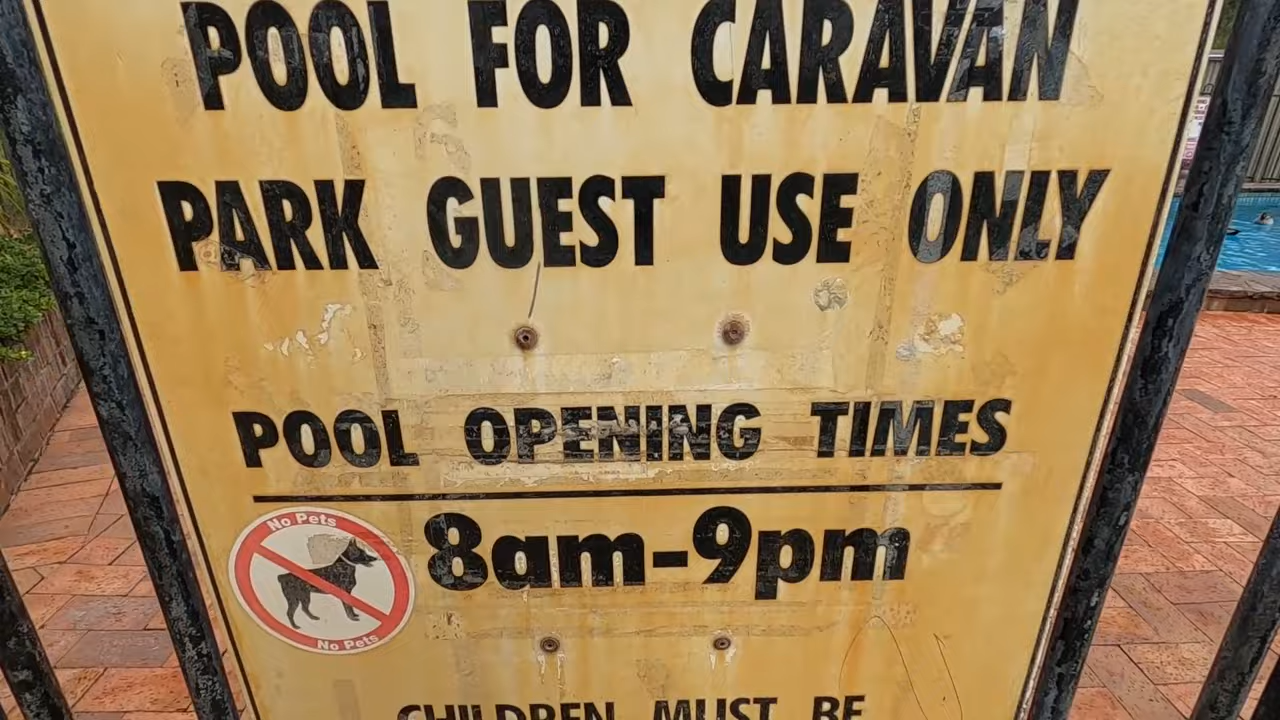 POOL FOR CARAVAN
PARK GUEST USE ONLY
POOL OPENING TIMES
8am-9pm
No Pets
No Pets
CHILDREN MUST BE